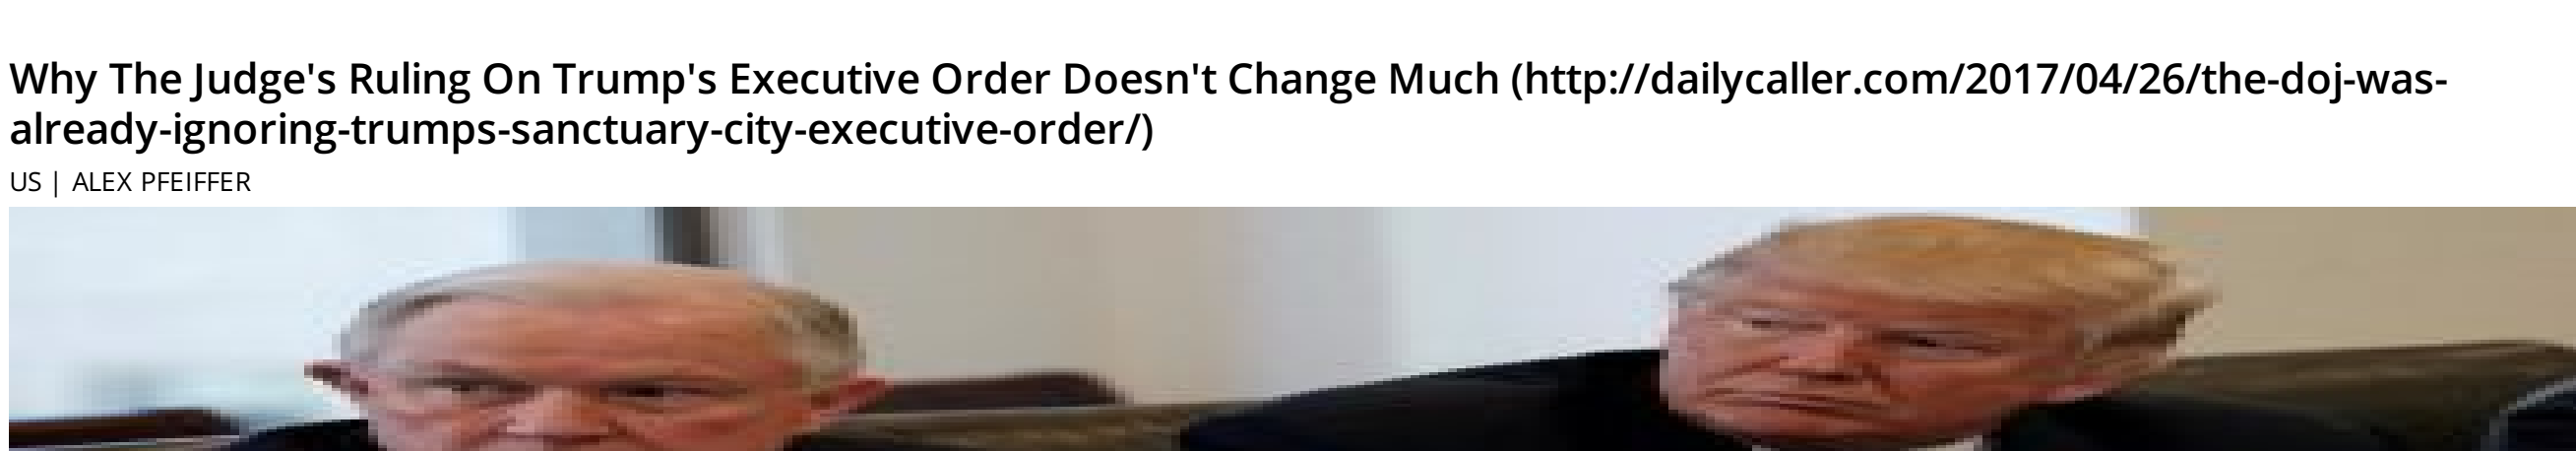 Why The Judge's Ruling On Trump's Executive Order Doesn't Change Much (http://dailycaller.com/2017/04/26/the-doj-was-
already-ignoring-trumps-sanctuary-city-executive-order/)
US | ALEX PFEIFFER